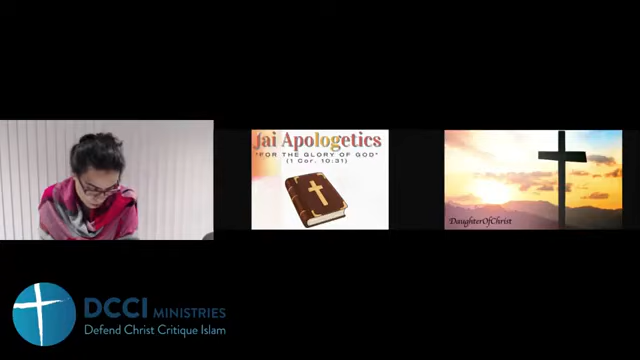 Jai Apologetics
"FOR THE GLORY OF GOD"
(1 Cor. 10:31)
DaughterOfChrist
DCCI MINISTRIES
Defend Christ Critique Islam